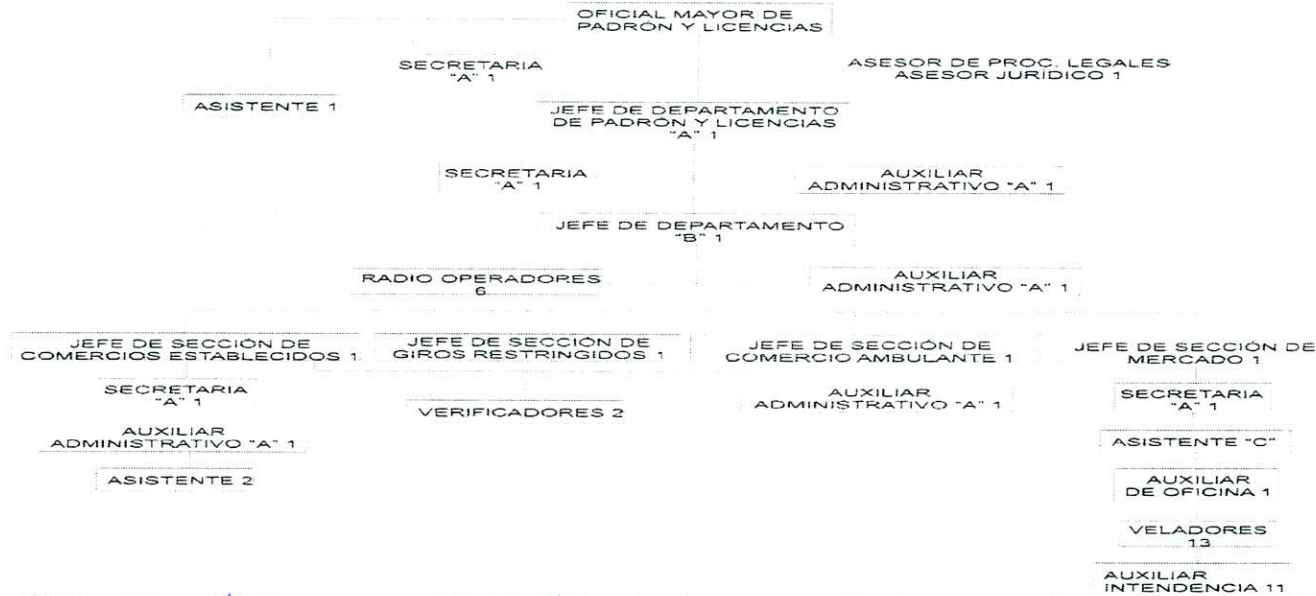 OFICIAL MAYOR DE
PADRÓN Y LICENCIAS
SECRETARIA
"A" 1
ASESOR DE PROC. LEGALES
ASESOR JURÍDICO 1
ASISTENTE 1
JEFE DE DEPARTAMENTO
DE PADRÓN Y LICENCIAS
"A" 1
SECRETARIA
"A" 1
AUXILIAR
ADMINISTRATIVO "A" 1
JEFE DE DEPARTAMENTO
"B" 1
RADIO OPERADORES
6
AUXILIAR
ADMINISTRATIVO "A" 1
JEFE DE SECCIÓN DE
COMERCIOS ESTABLECIDOS 1
JEFE DE SECCIÓN DE
GIROS RESTRINGIDOS 1
JEFE DE SECCIÓN DE
COMERCIO AMBULANTE 1
JEFE DE SECCIÓN DE
MERCADO 1
SECRETARIA
"A" 1
AUXILIAR
ADMINISTRATIVO "A" 1
ASISTENTE 2
VERIFICADORES 2
AUXILIAR
ADMINISTRATIVO "A" 1
SECRETARIA
"A" 1
ASISTENTE "C"
AUXILIAR
DE OFICINA 1
VELADORES
13
AUXILIAR
INTENDENCIA 11